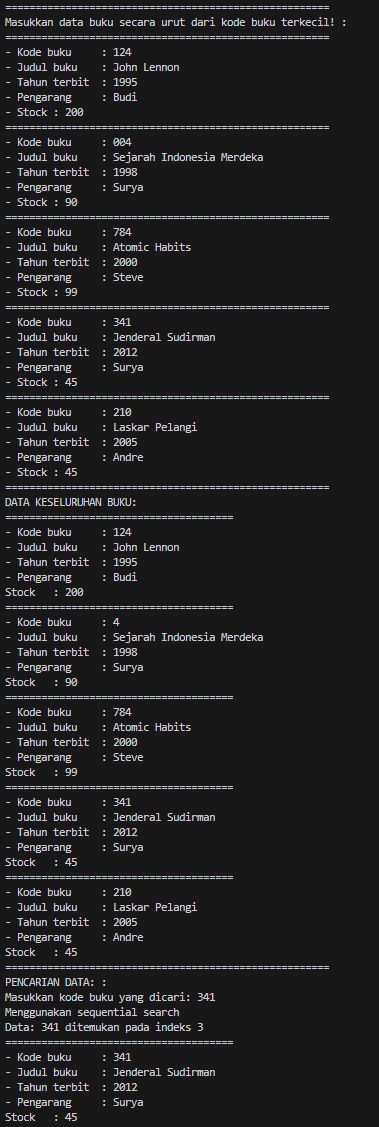 ======================================================
Masukkan data buku secara urut dari kode buku terkecil! :
======================================================
- Kode buku     : 124
- Judul buku    : John Lennon
- Tahun terbit  : 1995
- Pengarang     : Budi
- Stock : 200
======================================================
- Kode buku     : 004
- Judul buku    : Sejarah Indonesia Merdeka
- Tahun terbit  : 1998
- Pengarang     : Surya
- Stock : 90
======================================================
- Kode buku     : 784
- Judul buku    : Atomic Habits
- Tahun terbit  : 2000
- Pengarang     : Steve
- Stock : 99
======================================================
- Kode buku     : 341
- Judul buku    : Jenderal Sudirman
- Tahun terbit  : 2012
- Pengarang     : Surya
- Stock : 45
======================================================
- Kode buku     : 210
- Judul buku    : Laskar Pelangi
- Tahun terbit  : 2005
- Pengarang     : Andre
- Stock : 45
======================================================
DATA KESELURUHAN BUKU:
======================================
- Kode buku     : 124
- Judul buku    : John Lennon
- Tahun terbit  : 1995
- Pengarang     : Budi
Stock   : 200
======================================
- Kode buku     : 4
- Judul buku    : Sejarah Indonesia Merdeka
- Tahun terbit  : 1998
- Pengarang     : Surya
Stock   : 90
======================================
- Kode buku     : 784
- Judul buku    : Atomic Habits
- Tahun terbit  : 2000
- Pengarang     : Steve
Stock   : 99
======================================
- Kode buku     : 341
- Judul buku    : Jenderal Sudirman
- Tahun terbit  : 2012
- Pengarang     : Surya
Stock   : 45
======================================
- Kode buku     : 210
- Judul buku    : Laskar Pelangi
- Tahun terbit  : 2005
- Pengarang     : Andre
Stock   : 45
======================================================
PENCARIAN DATA: :
Masukkan kode buku yang dicari: 341
Menggunakan sequential search
Data: 341 ditemukan pada indeks 3
======================================
- Kode buku     : 341
- Judul buku    : Jenderal Sudirman
- Tahun terbit  : 2012
- Pengarang     : Surya
Stock   : 45